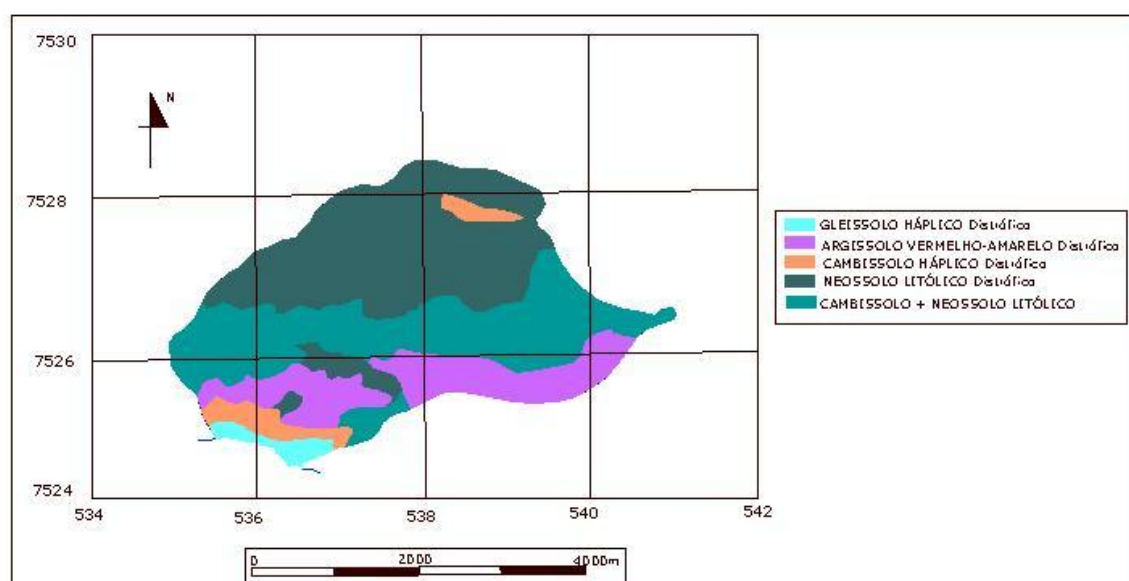 7530
N
7528
7526
7524
534
536
538
540
542
GLEISSOLO HÁPLICO Distrófico
ARGISSOLO VERMELHO-AMARELO Distrófico
CAMBISSOLO HÁPLICO Distrófico
NEOSSOLO LITÓLICO Distrófico
CAMBISSOLO + NEOSSOLO LITÓLICO
0
2000
4000m